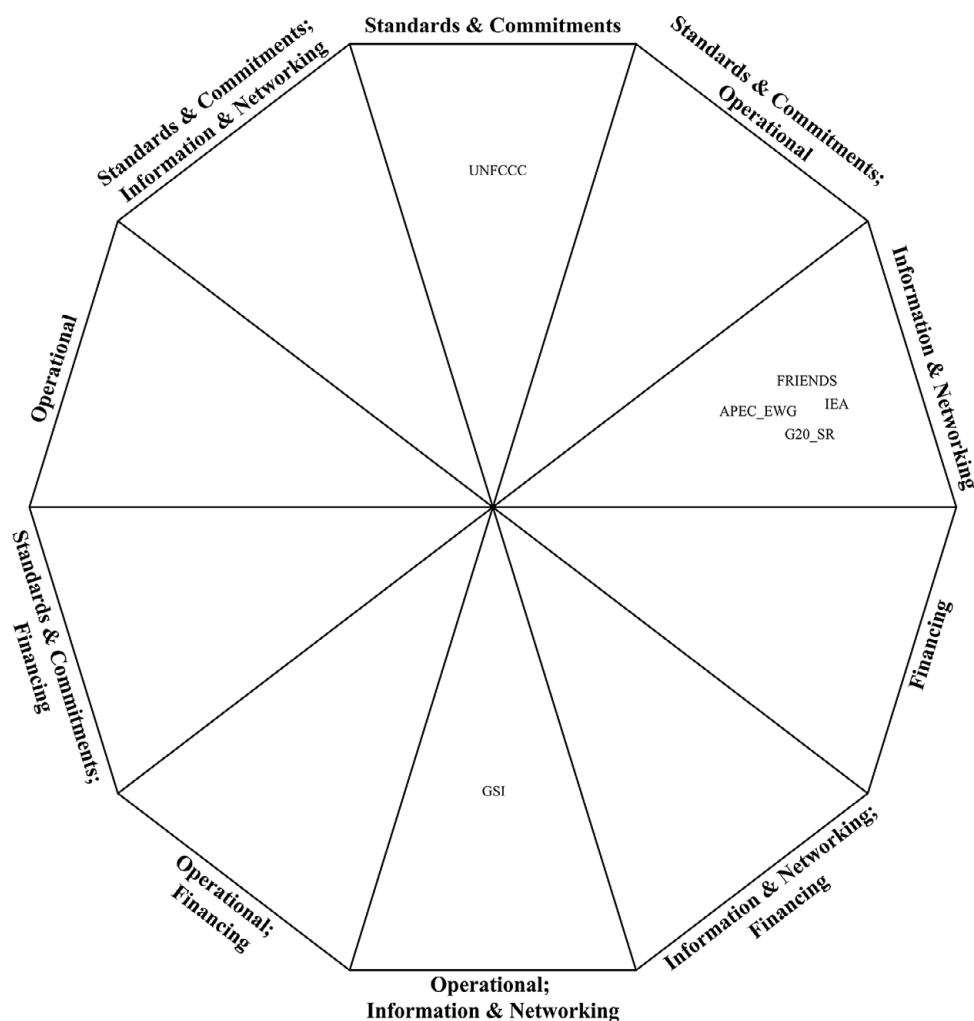 Standards & Commitments
Standards & Commitments;
Information & Networking
Standards & Commitments;
Operational
UNFCCC
Information & Networking
Operational
FRIENDS
IEA
APEC_EWG
G20_SR
Standards & Commitments;
Financing
Financing
GSI
Operational;
Financing
Information & Networking;
Financing
Operational;
Information & Networking